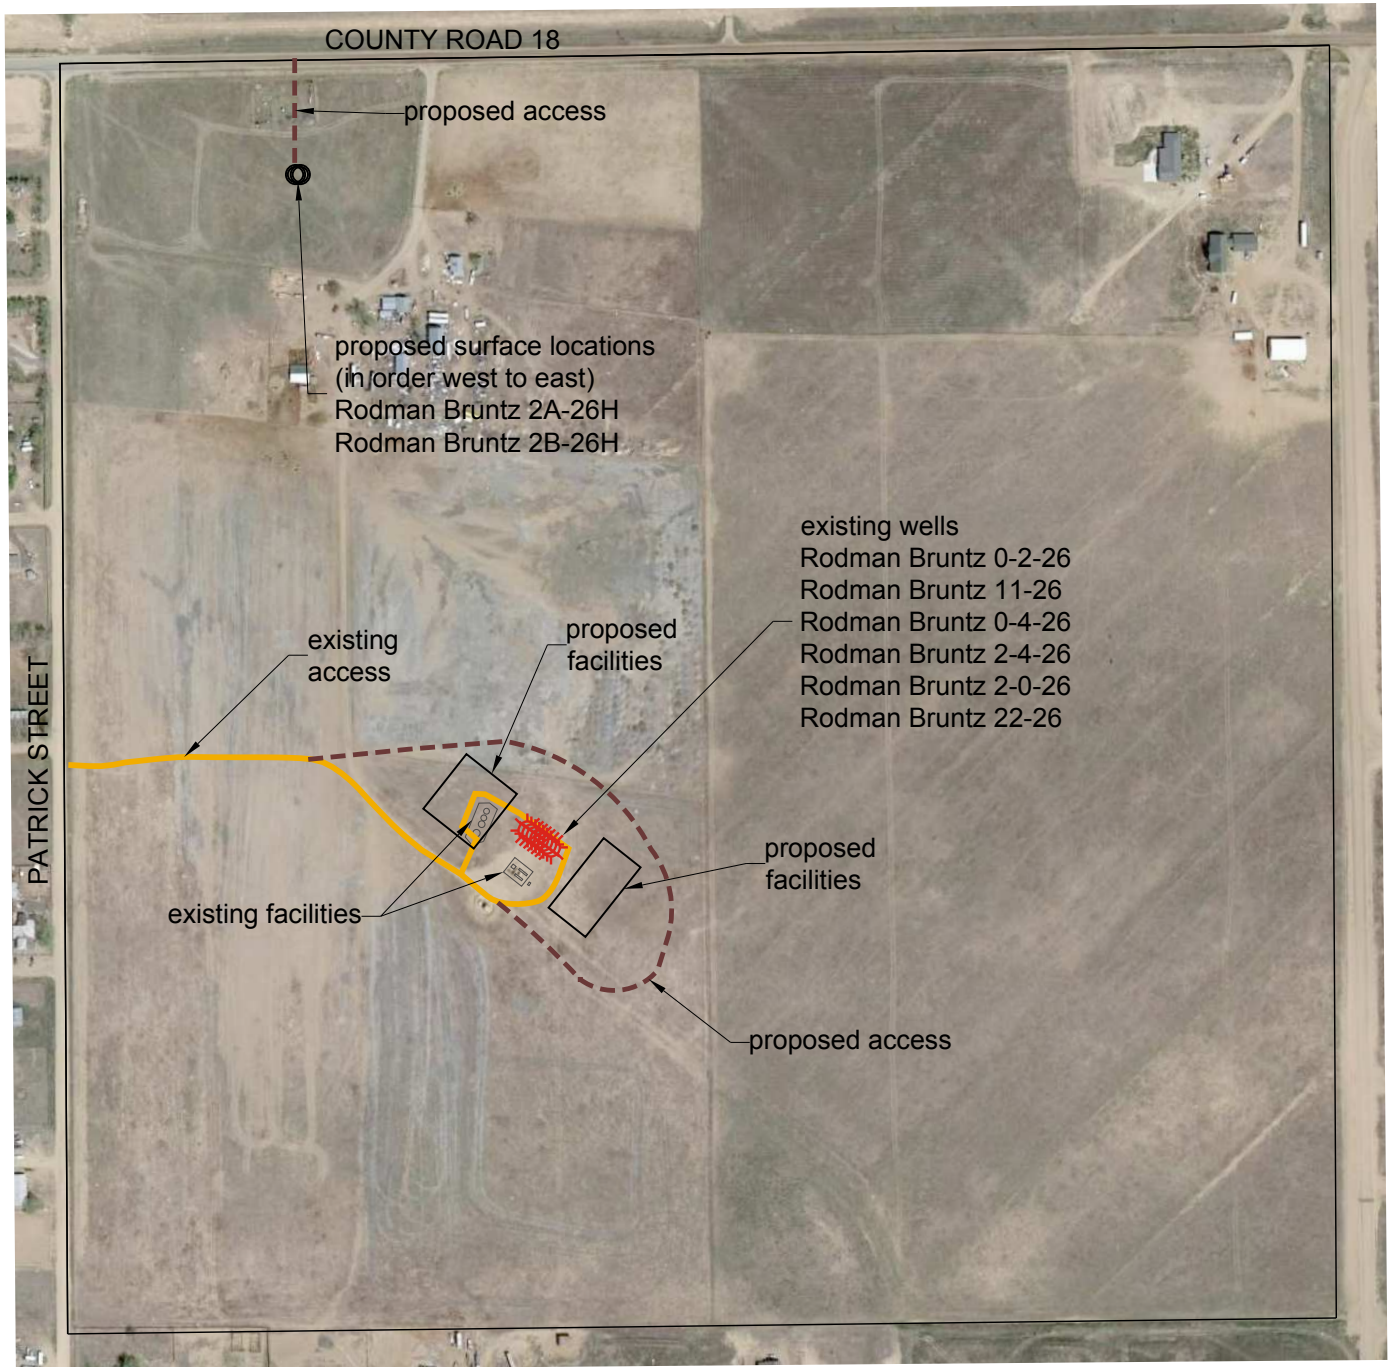 COUNTY ROAD 18
proposed access
proposed surface locations
(in order west to east)
Rodman Bruntz 2A-26H
Rodman Bruntz 2B-26H
existing wells
Rodman Bruntz 0-2-26
Rodman Bruntz 11-26
Rodman Bruntz 0-4-26
Rodman Bruntz 2-4-26
Rodman Bruntz 2-0-26
Rodman Bruntz 22-26
existing
access
proposed
facilities
PATRICK STREET
proposed
facilities
existing facilities
proposed access